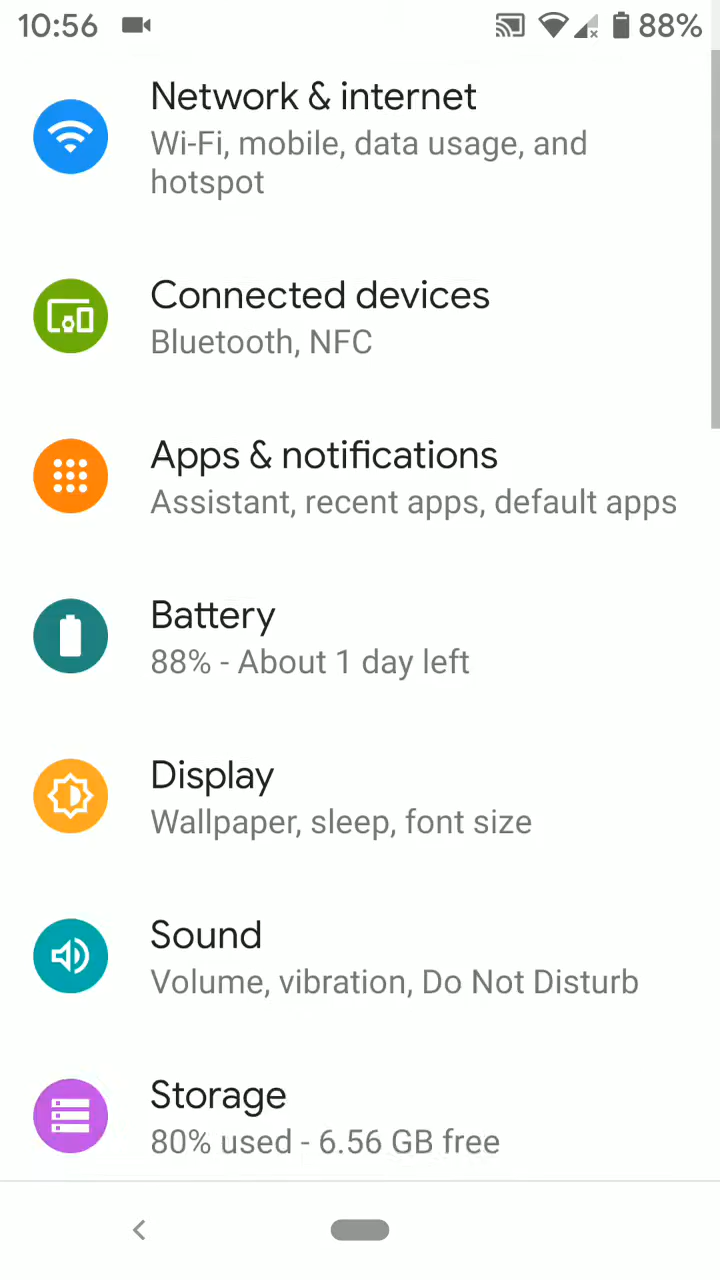 10:56 88%
Network & internet
Wi-Fi, mobile, data usage, and
hotspot
Connected devices
Bluetooth, NFC
Apps & notifications
Assistant, recent apps, default apps
Battery
88% - About 1 day left
Display
Wallpaper, sleep, font size
Sound
Volume, vibration, Do Not Disturb
Storage
80% used - 6.56 GB free